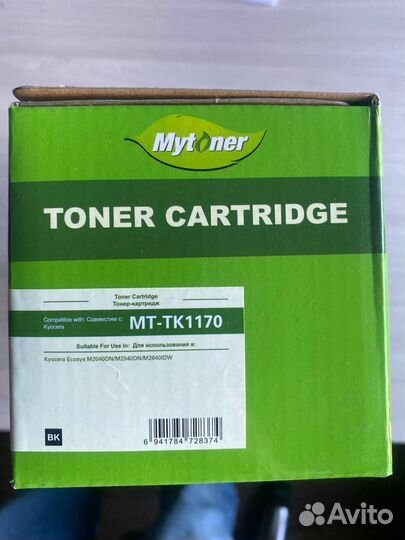 Mytoner
TONER CARTRIDGE
Toner Cartridge
Тонер-картридж
Compatible with: Совместим с:
Kyocera
MT-TK1170
Suitable For Use In: Для использования в:
Kyocera Ecosys M2040DN/M2540DN/M2640IDW
BK
6 941784 728374
Avito